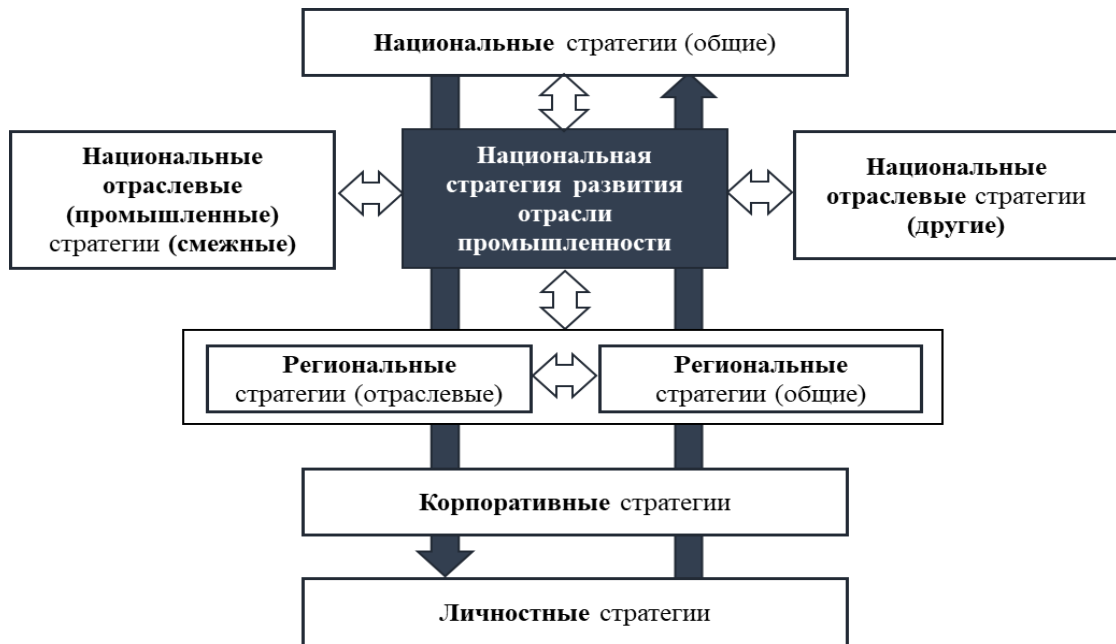 Национальные стратегии (общие)
Национальные
отраслевые
(промышленные)
стратегии (смежные)
Национальная
стратегия развития
отрасли
промышленности
Национальные
отраслевые стратегии
(другие)
Региональные
стратегии (отраслевые)
Региональные
стратегии (общие)
Корпоративные стратегии
Личностные стратегии